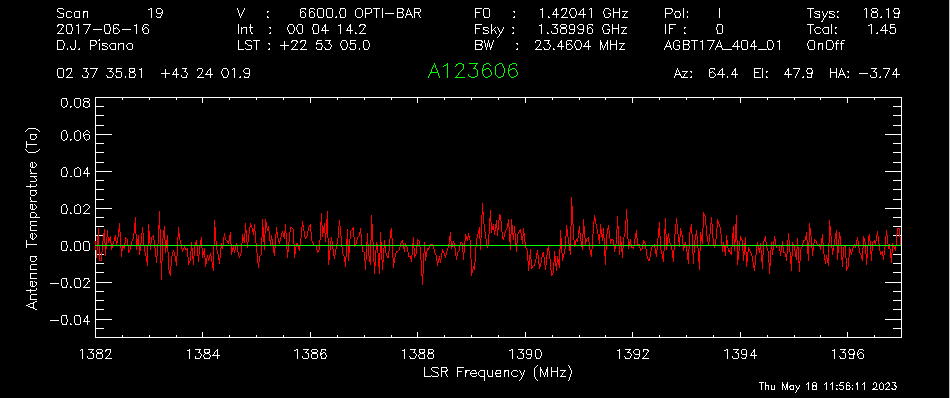 Scan 19 V : 6600.0 OPTI-BAR F0 : 1.42041 GHz Pol: I Tsys: 18.19
2017-06-16 Int : 00 04 14.2 Fsky : 1.38996 GHz IF : 0 Tcal: 1.45
D.J. Pisano LST : +22 53 05.0 BW : 23.4604 MHz AGBT17A_404_01 OnOff
02 37 35.81 +43 24 01.9 A123606 Az: 64.4 El: 47.9 HA: -3.74
0.08
0.06
0.04
0.02
0.00
-0.02
-0.04
Antenna Temperature (Ta)
1382 1384 1386 1388 1390 1392 1394 1396
LSR Frequency (MHz)
Thu May 18 11:56:11 2023